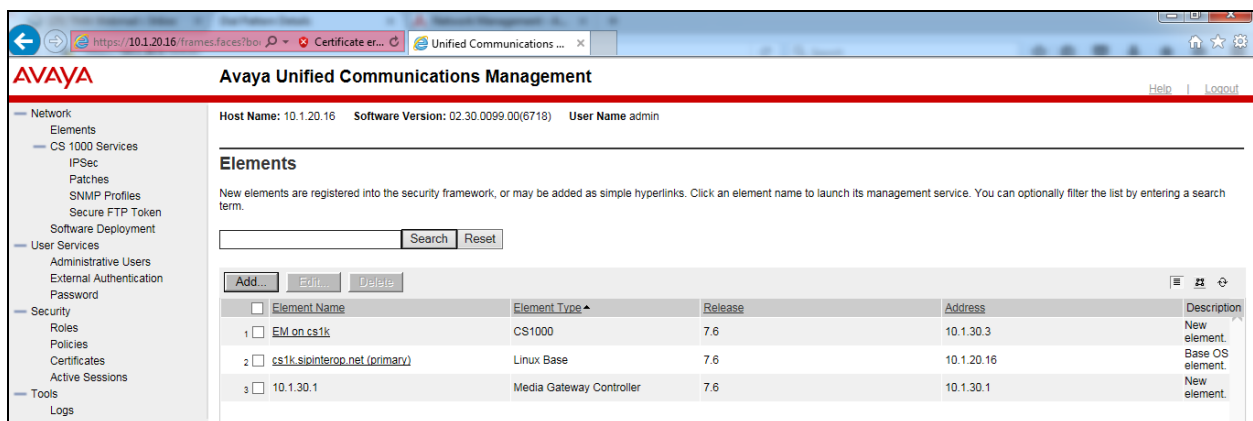 https://10.1.20.16/frames.faces?bo
Certificate er...
Unified Communications ...
AVAYA
Avaya Unified Communications Management
Help | Logout
Network
Elements
CS 1000 Services
IPSec
Patches
SNMP Profiles
Secure FTP Token
Software Deployment
User Services
Administrative Users
External Authentication
Password
Security
Roles
Policies
Certificates
Active Sessions
Tools
Logs
Host Name: 10.1.20.16 Software Version: 02.30.0099.00(6718) User Name admin
Elements
New elements are registered into the security framework, or may be added as simple hyperlinks. Click an element name to launch its management service. You can optionally filter the list by entering a search
term.
Search Reset
Add... Edit... Delete
Element Name Element Type Release Address Description
1 EM on cs1k CS1000 7.6 10.1.30.3 New
element.
2 cs1k.sipinterop.net (primary) Linux Base 7.6 10.1.20.16 Base OS
element.
3 10.1.30.1 Media Gateway Controller 7.6 10.1.30.1 New
element.